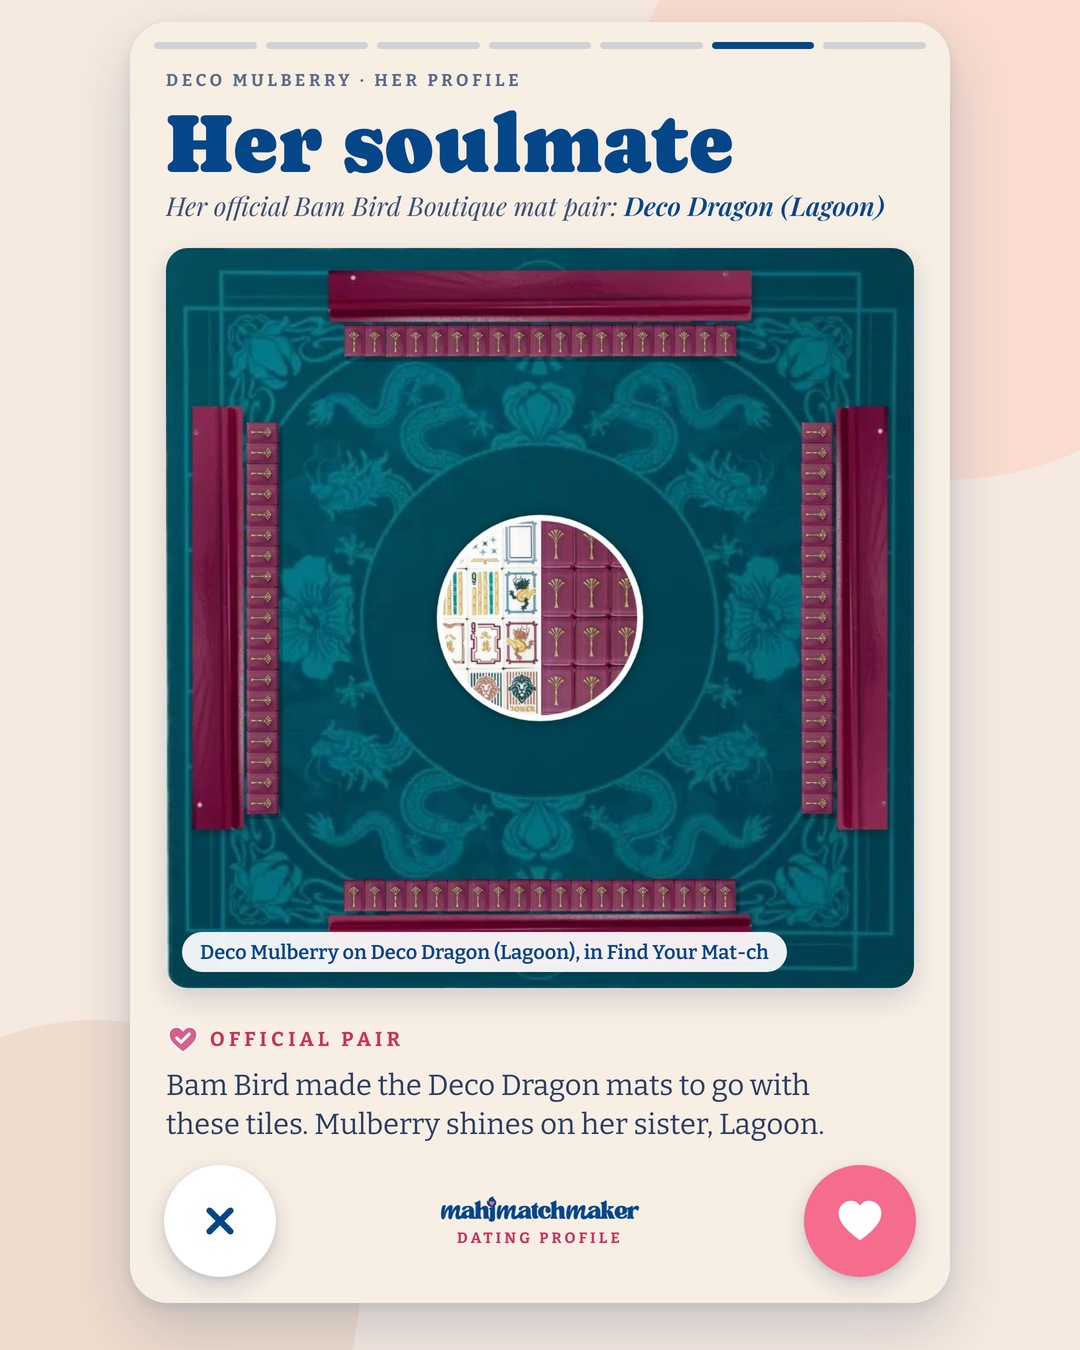 DECO MULBERRY · HER PROFILE
Her soulmate
Her official Bam Bird Boutique mat pair: Deco Dragon (Lagoon)
9
JOKER
Deco Mulberry on Deco Dragon (Lagoon), in Find Your Mat-ch
OFFICIAL PAIR
Bam Bird made the Deco Dragon mats to go with
these tiles. Mulberry shines on her sister, Lagoon.
mahjmatchmaker
DATING PROFILE